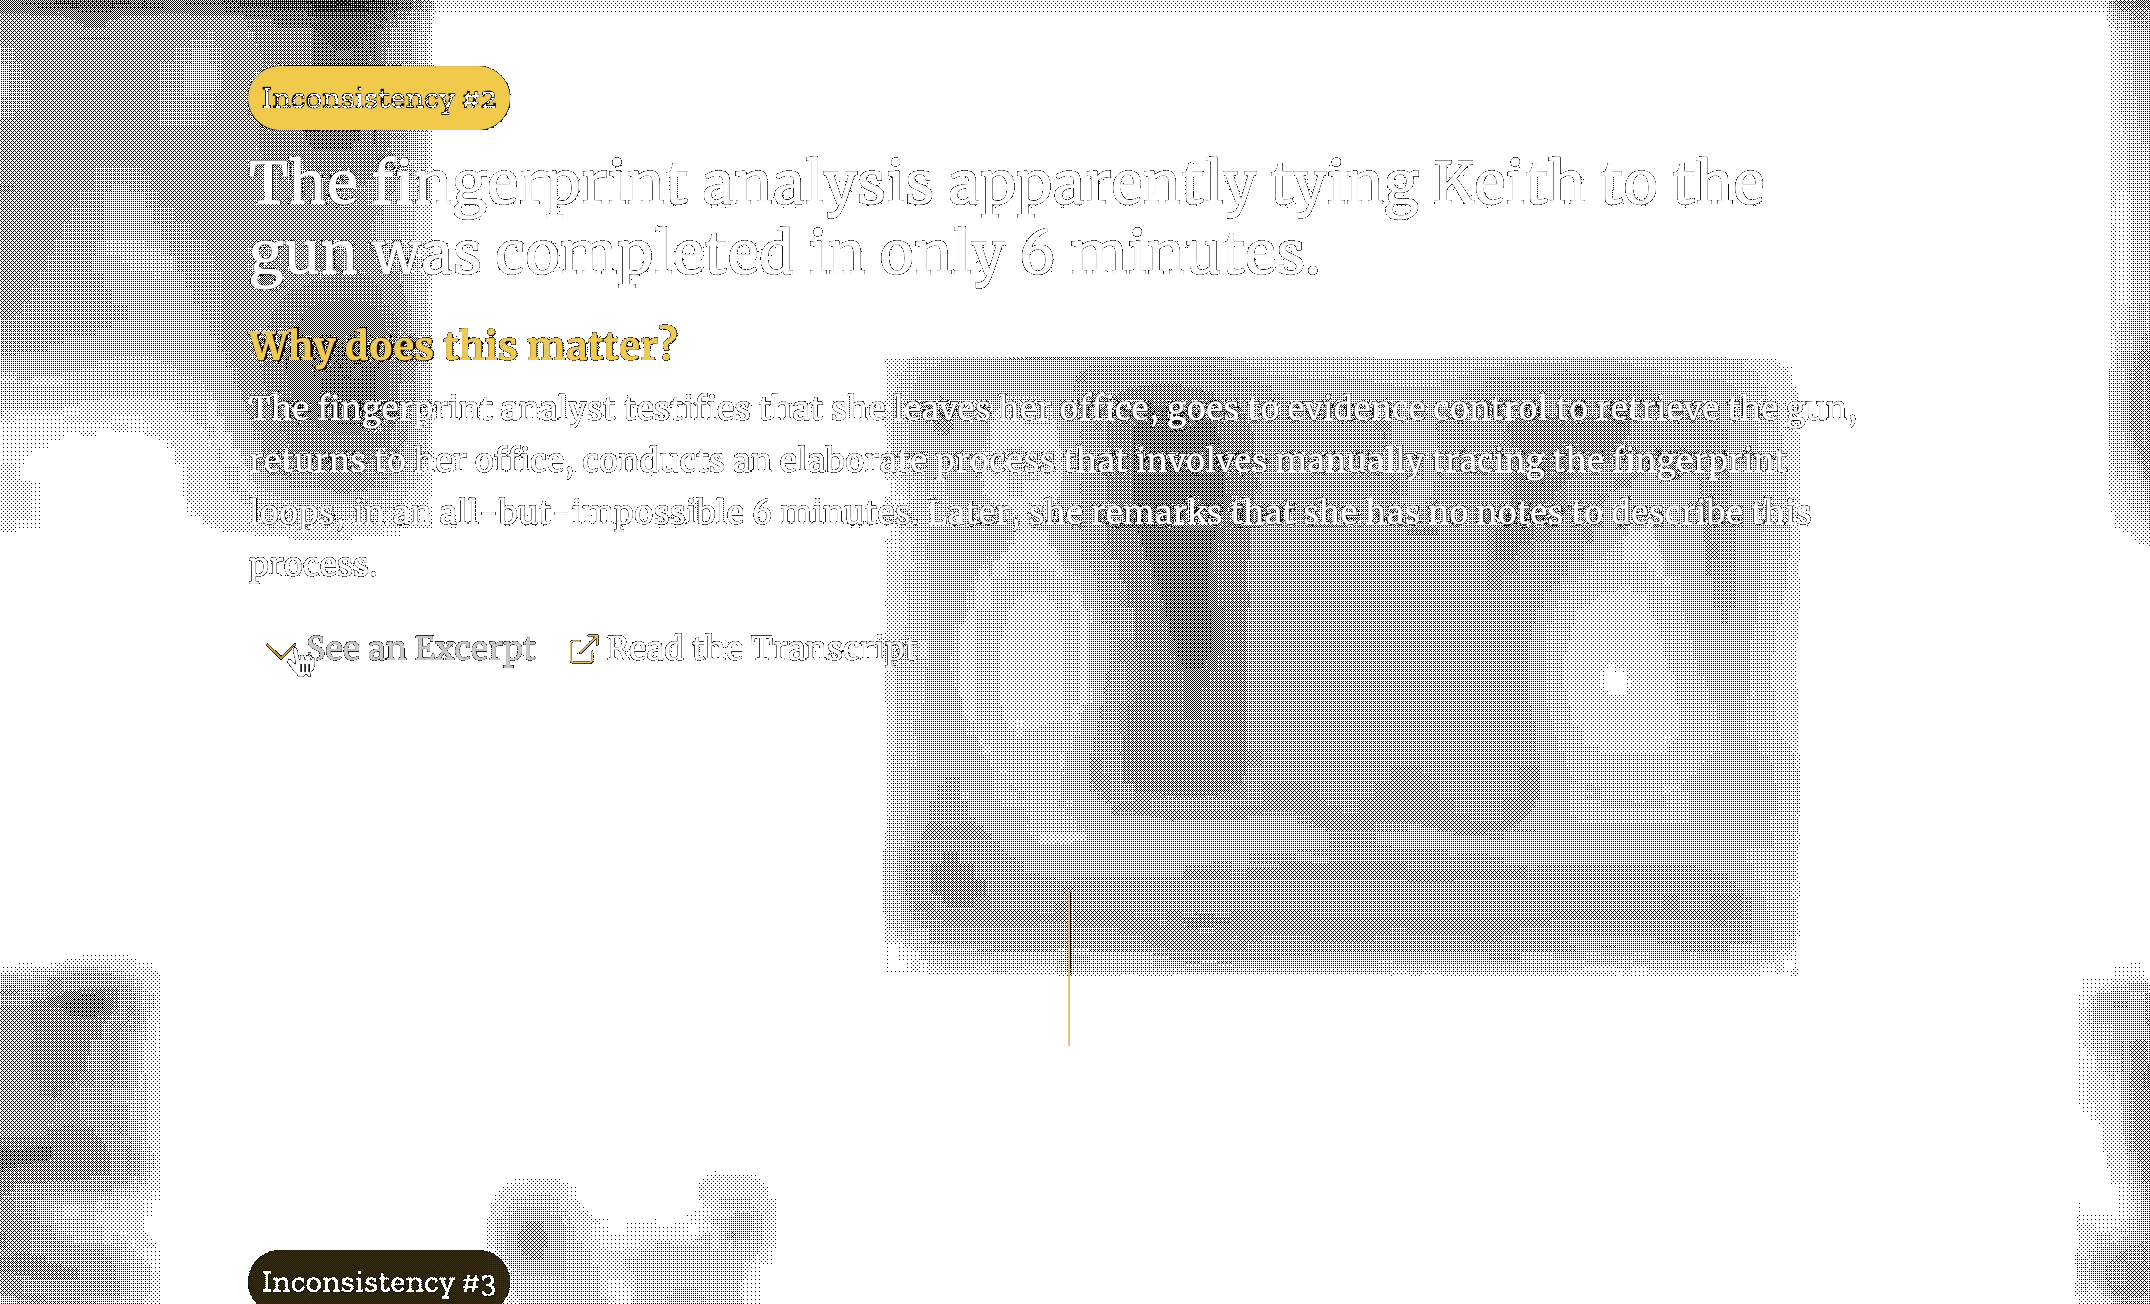 Inconsistency #2
The fingerprint analysis apparently tying Keith to the
gun was completed in only 6 minutes.
Why does this matter?
The fingerprint analyst testifies that she leaves her office, goes to evidence control to retrieve the gun,
returns to her office, conducts an elaborate process that involves manually tracing the fingerprint
loops, in an all-but-impossible 6 minutes. Later, she remarks that she has no notes to describe this
process.
See an Excerpt Read the Transcript
Inconsistency #3